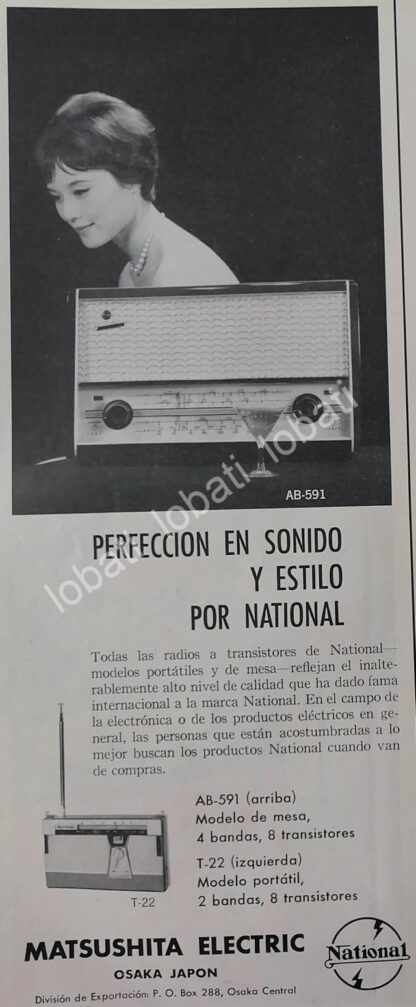 AB-591
PERFECCION EN SONIDO
Y ESTILO
POR NATIONAL
lobati lobati lobati
Todas las radios a transistores de National—
modelos portátiles y de mesa—reflejan el inalte-
rablemente alto nivel de calidad que ha dado fama
internacional a la marca National. En el campo de
la electrónica o de los productos eléctricos en ge-
neral, las personas que están acostumbradas a lo
mejor buscan los productos National cuando van
de compras.
AB-591 (arriba)
Modelo de mesa,
4 bandas, 8 transistores
T-22 (izquierda)
Modelo portátil,
2 bandas, 8 transistores
T-22
MATSUSHITA ELECTRIC
OSAKA JAPON
National
División de Exportación: P. O. Box 288, Osaka Central